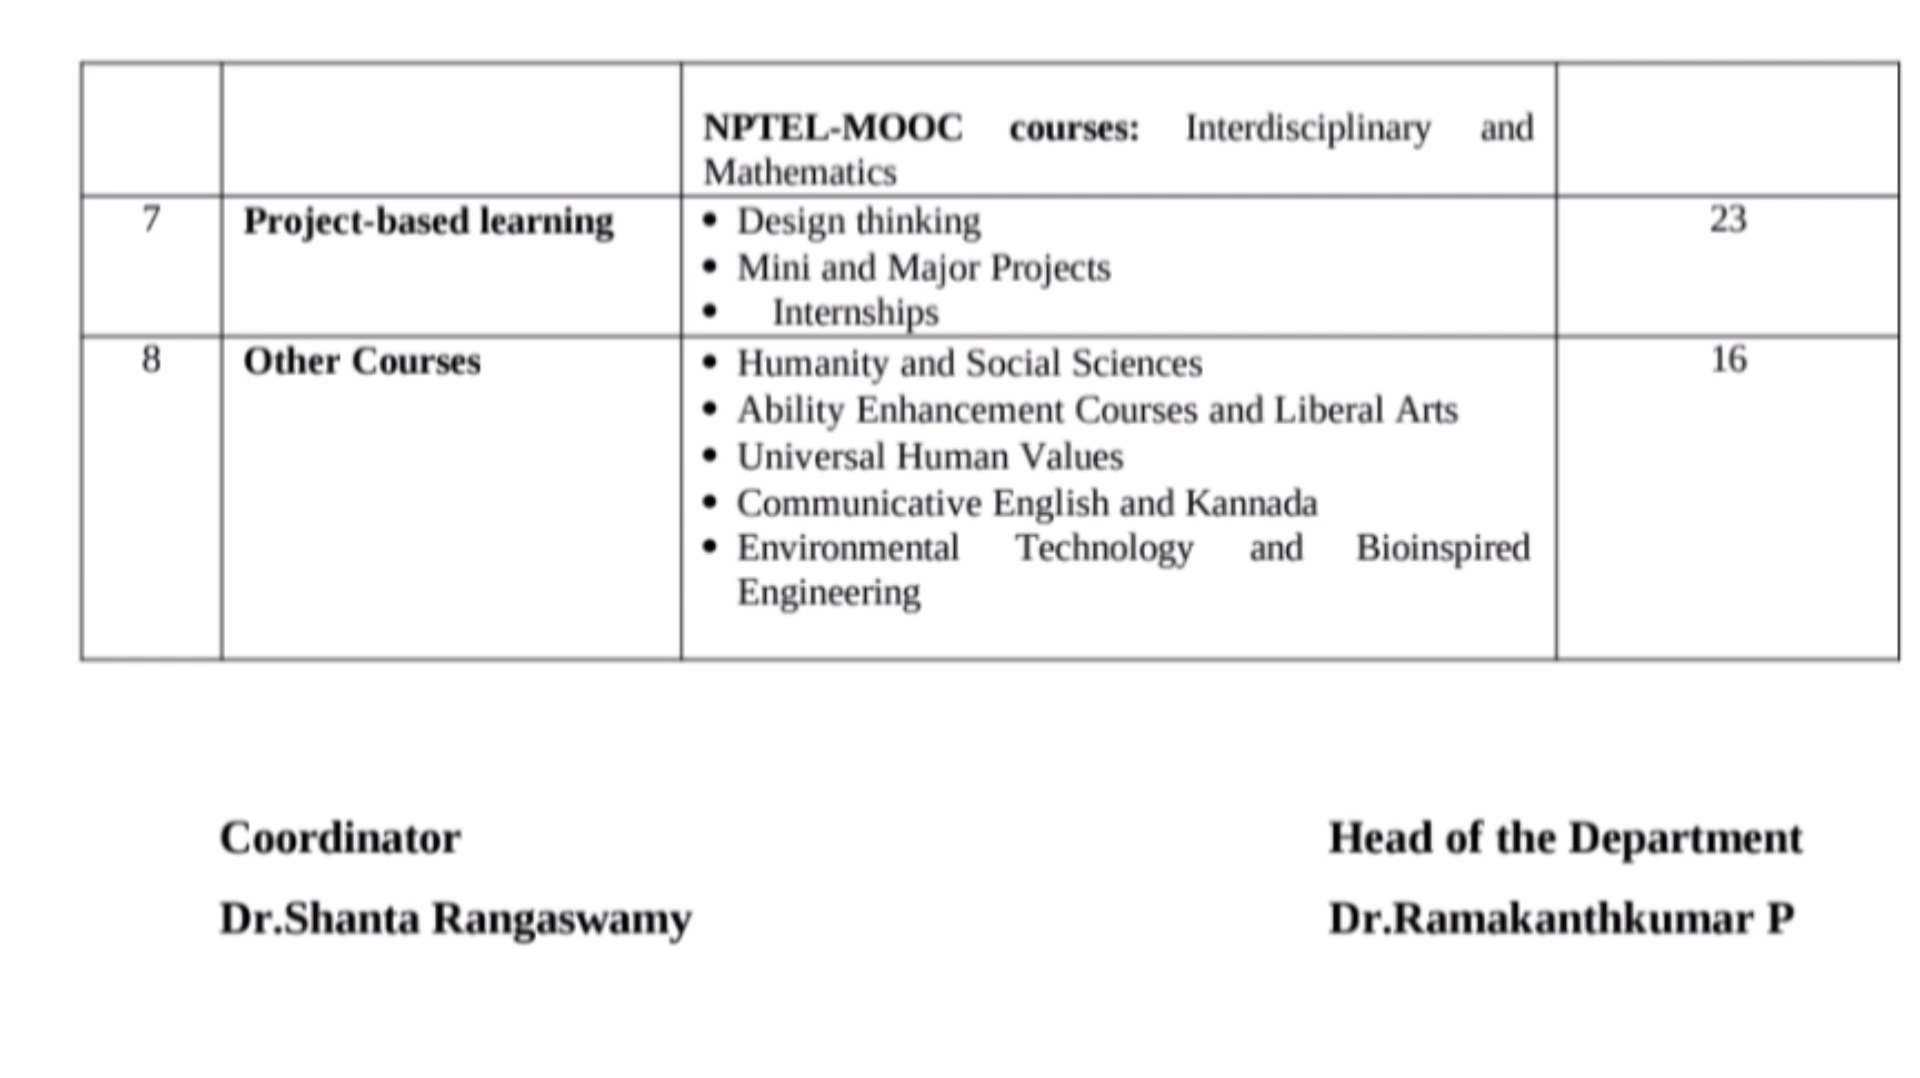 NPTEL-MOOC courses: Interdisciplinary and
Mathematics
7 Project-based learning • Design thinking 23
• Mini and Major Projects
• Internships
8 Other Courses • Humanity and Social Sciences 16
• Ability Enhancement Courses and Liberal Arts
• Universal Human Values
• Communicative English and Kannada
• Environmental Technology and Bioinspired
Engineering
Coordinator Head of the Department
Dr.Shanta Rangaswamy Dr.Ramakanthkumar P